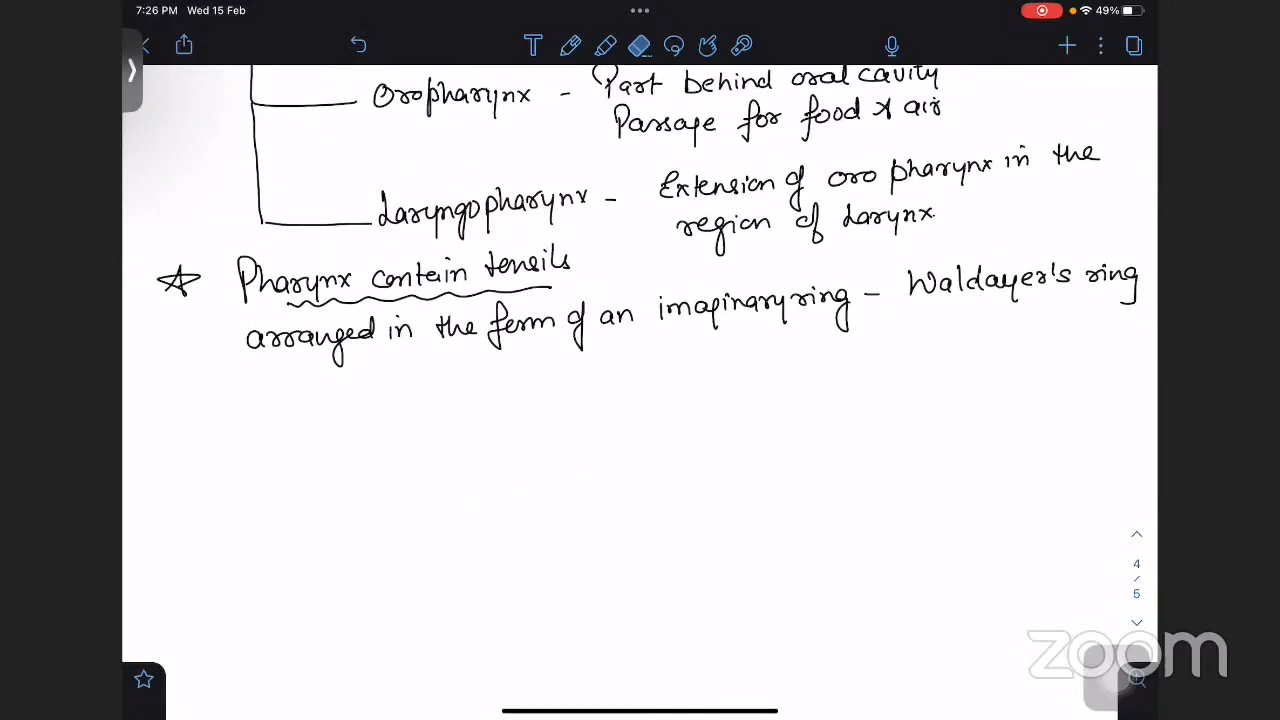 7:26 PM Wed 15 Feb
49%
Part behind oral cavity
Oropharynx - Passage for food & air
Laryngopharynx - Extension of oro pharynx in the
region of Larynx.
Pharynx contain tonsils
arranged in the form of an imaginary ring - Waldayer's ring
4
/
5
zoom